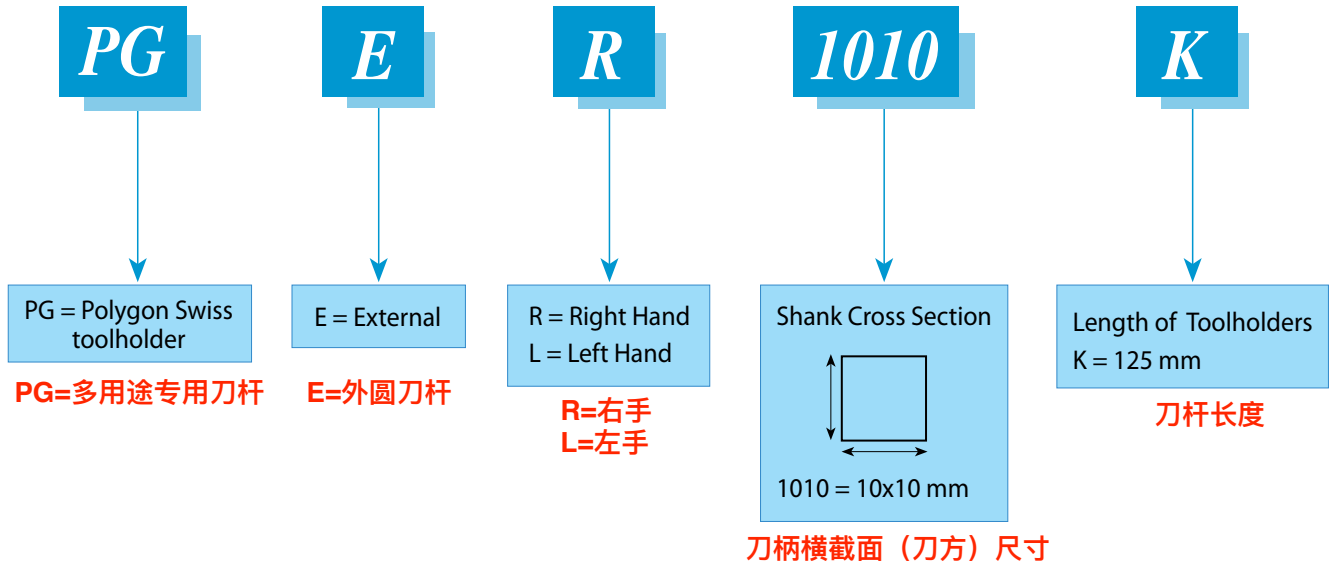 PG
E
R
1010
K
PG = Polygon Swiss
toolholder
PG=多用途专用刀杆
E = External
E=外圆刀杆
R = Right Hand
L = Left Hand
R=右手
L=左手
Shank Cross Section
1010 = 10x10 mm
刀柄横截面（刀方）尺寸
Length of Toolholders
K = 125 mm
刀杆长度